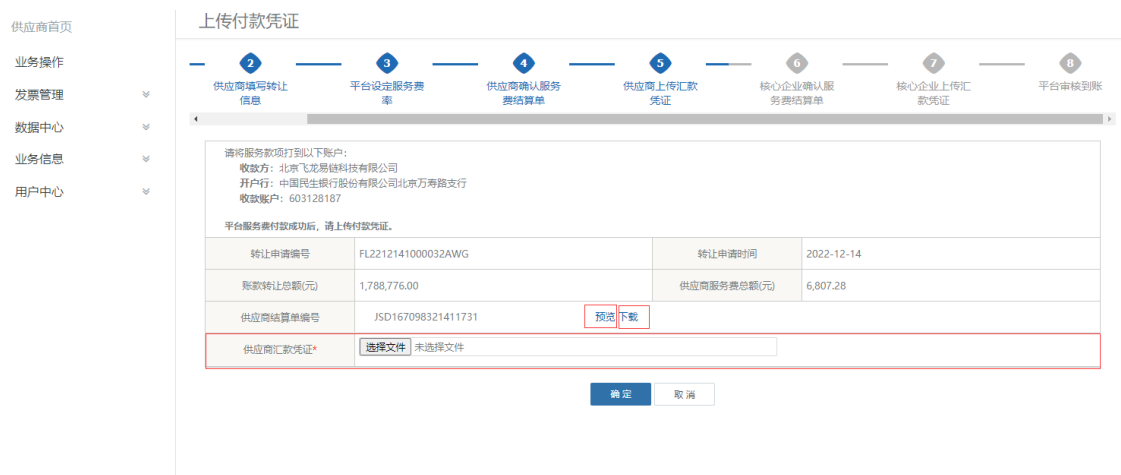 供应商首页
业务操作
发票管理
数据中心
业务信息
用户中心
上传付款凭证
2
供应商填写转让
信息
3
平台设定服务费
率
4
供应商确认服务
费结算单
5
供应商上传汇款
凭证
6
核心企业确认服
务费结算单
7
核心企业上传汇
款凭证
8
平台审核到账
请将服务款项打到以下账户：
收款方：北京飞龙易链科技有限公司
开户行：中国民生银行股份有限公司北京万寿路支行
收款账户：603128187
平台服务费付款成功后，请上传付款凭证。
转让申请编号 FL2212141000032AWG 转让申请时间 2022-12-14
账款转让总额(元) 1,788,776.00 供应商服务费总额(元) 6,807.28
供应商结算单编号 JSD167098321411731 预览 下载
供应商汇款凭证* 选择文件 未选择文件
确定 取消